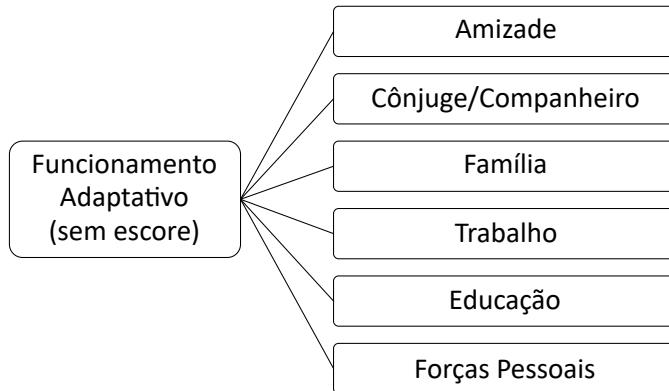 Funcionamento
Adaptativo
(sem escore)
Amizade
Cônjuge/Companheiro
Família
Trabalho
Educação
Forças Pessoais